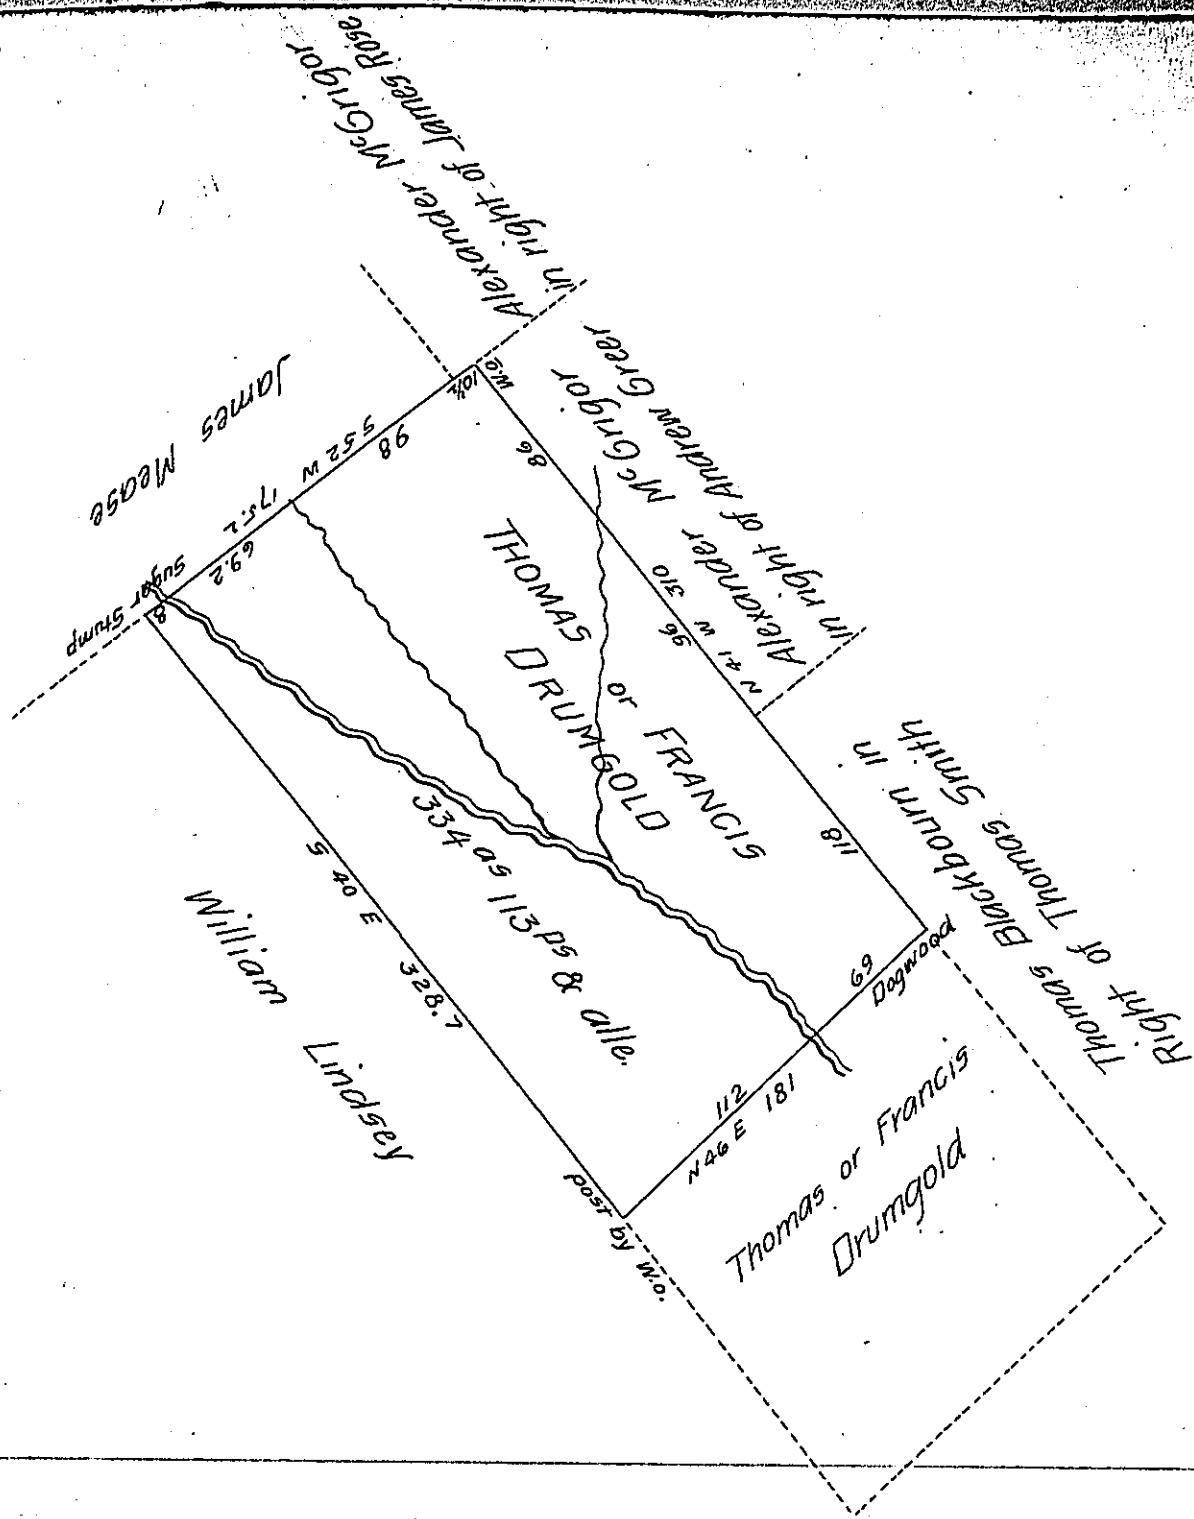 Alexander McGrigor
in right of James Rose
James Mease
Alexander McGrigor
in right of Andrew Greer
W.O.
10½
98
S 52 W
175.2
69.2
Sugar Stump
8
86
N 41 W 310
96
118
THOMAS
or FRANCIS
DRUMGOLD
334 as 113 ps & alle.
Thomas Blackbourn in
Right of Thomas Smith
S 40 E 328.7
William Lindsey
69
Dogwood
112
N 46 E 181
post by W.O.
Thomas or Francis
Drumgold